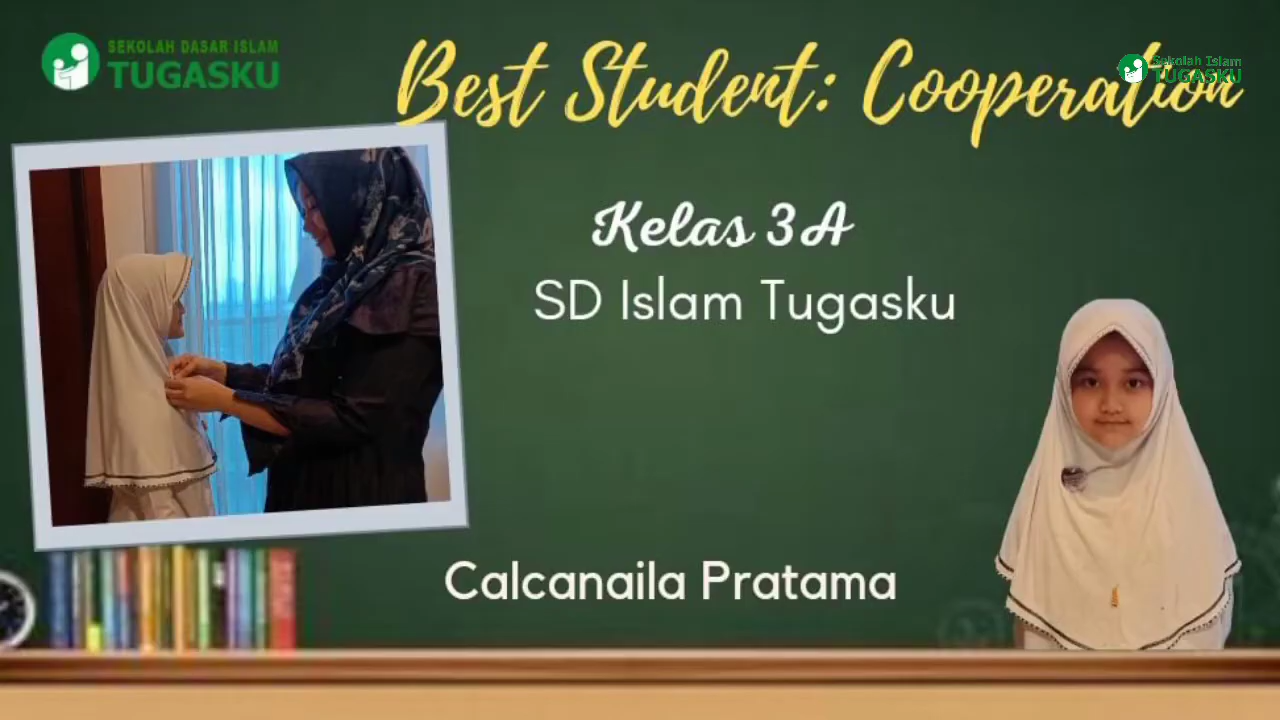 SEKOLAH DASAR ISLAM
TUGASKU
Best Student: Cooperation
Sekolah Islam
TUGASKU
Kelas 3A
SD Islam Tugasku
Calcanaila Pratama